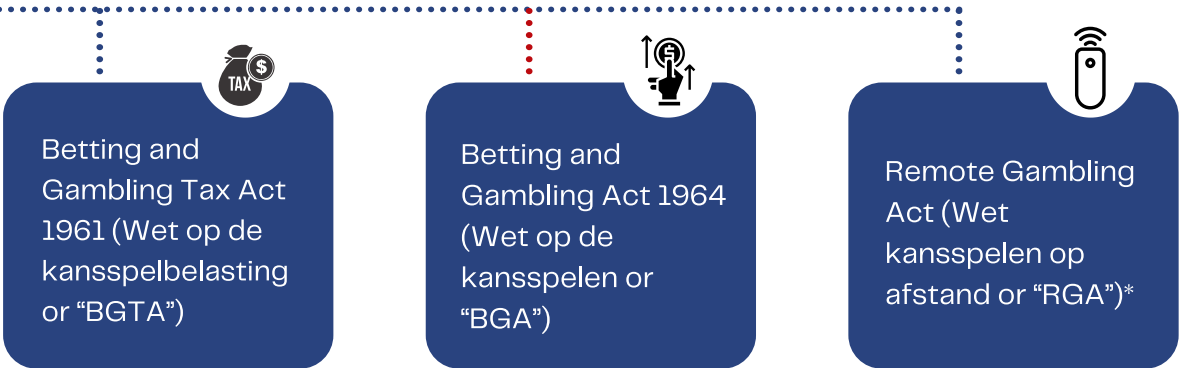 TAX
$
$
Betting and
Gambling Tax Act
1961 (Wet op de
kansspelbelasting
or “BGTA”)
Betting and
Gambling Act 1964
(Wet op de
kansspelen or
“BGA”)
Remote Gambling
Act (Wet
kansspelen op
afstand or “RGA”)*